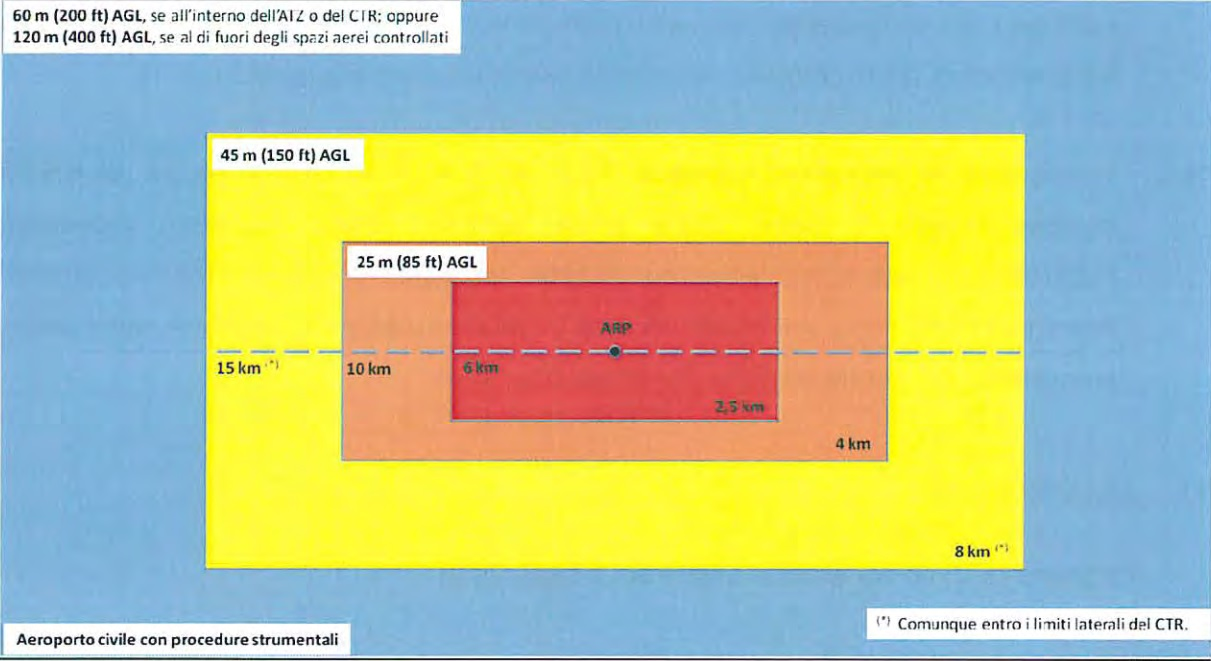 60 m (200 ft) AGL, se all'interno dell'ATZ o del CTR; oppure
120 m (400 ft) AGL, se al di fuori degli spazi aerei controllati
45 m (150 ft) AGL
25 m (85 ft) AGL
ARP
15 km (*)
10 km
6 km
2,5 km
4 km
8 km (*)
(*) Comunque entro i limiti laterali del CTR.
Aeroporto civile con procedure strumentali